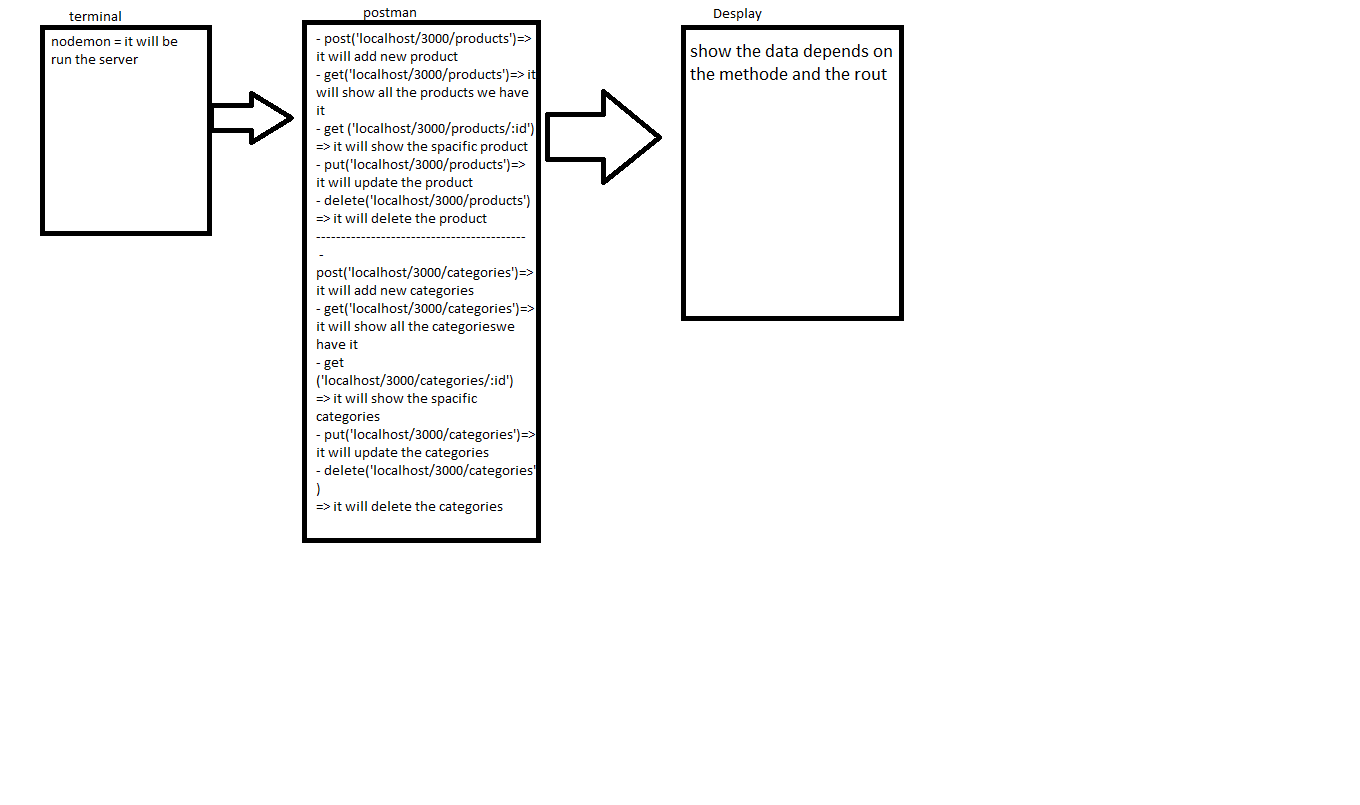 terminal
nodemon = it will be
run the server
postman
- post('localhost/3000/products')=>
it will add new product
- get('localhost/3000/products')=> it
will show all the products we have
it
- get ('localhost/3000/products/:id')
=> it will show the spacific product
- put('localhost/3000/products')=>
it will update the product
- delete('localhost/3000/products')
=> it will delete the product
------------------------------------------
-
post('localhost/3000/categories')=>
it will add new categories
- get('localhost/3000/categories')=>
it will show all the categorieswe
have it
- get
('localhost/3000/categories/:id')
=> it will show the spacific
categories
- put('localhost/3000/categories')=>
it will update the categories
- delete('localhost/3000/categories'
)
=> it will delete the categories
Desplay
show the data depends on
the methode and the rout